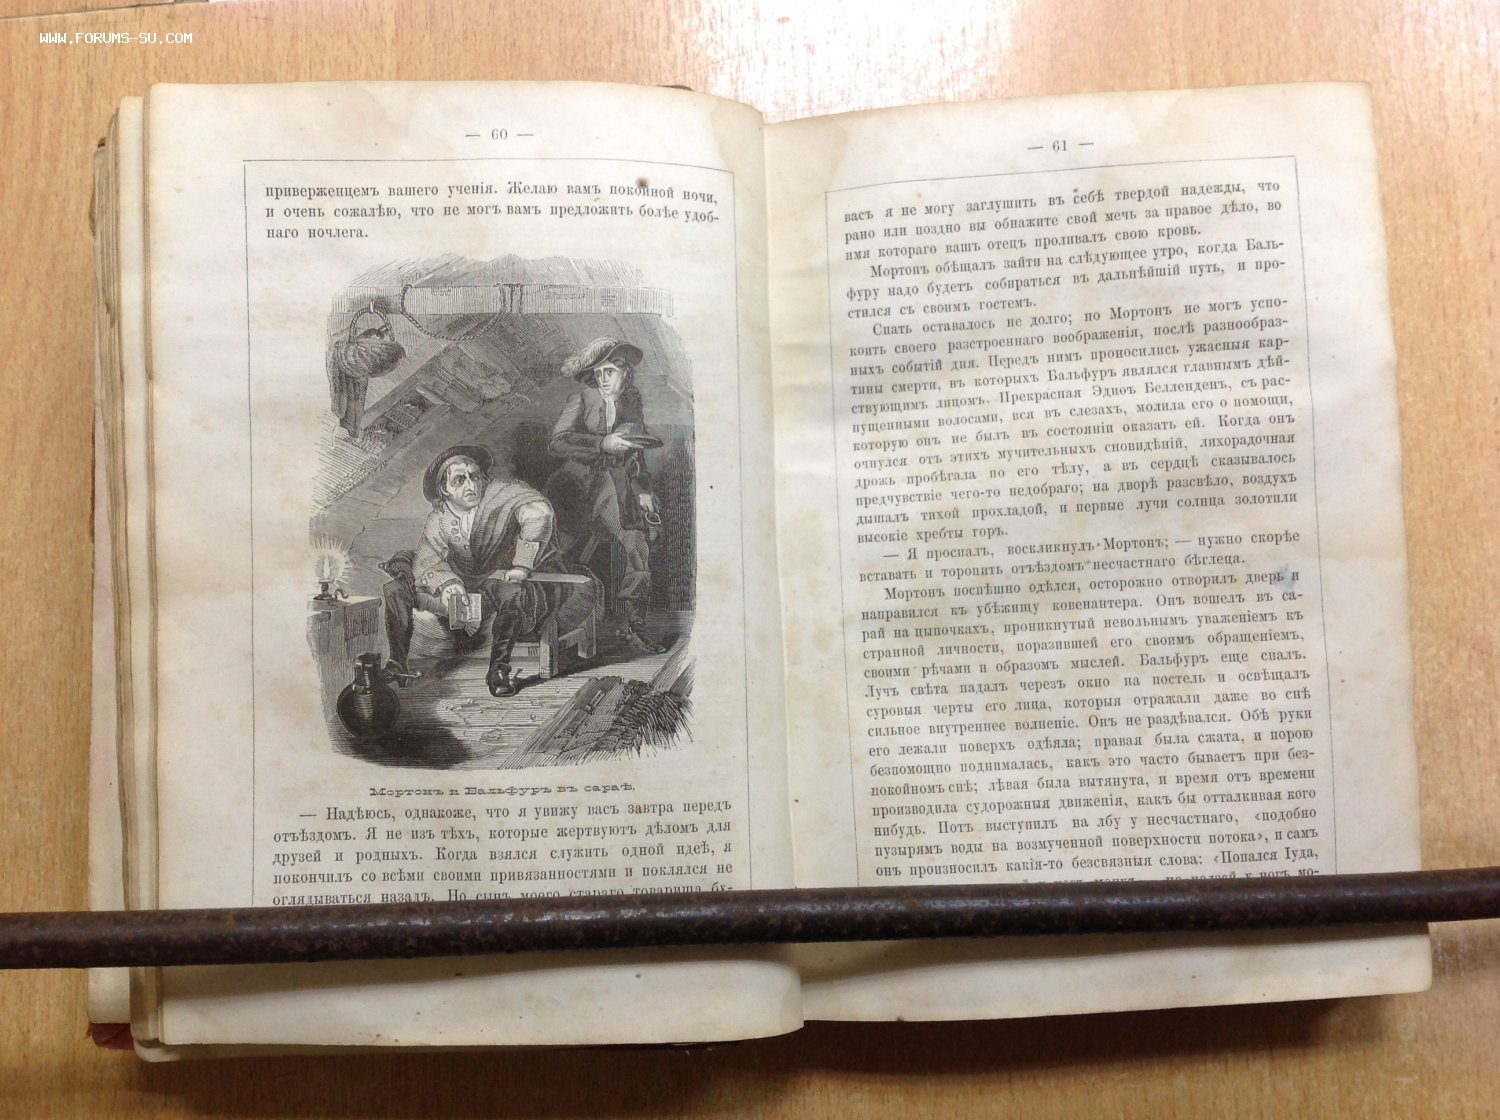 WWW.FORUMS-SU.COM
— 60 —
приверженцемъ вашего ученія. Желаю вамъ покойной ночи,
и очень сожалѣю, что не могъ вамъ предложить болѣе удоб-
наго ночлега.
Мортонъ и Бальфуръ въ сараѣ,
— Надѣюсь, однакоже, что я увижу васъ завтра передъ
отъѣздомъ. Я не изъ тѣхъ, которые жертвуютъ дѣломъ для
друзей и родныхъ. Когда взялся служить одной идеѣ, я
покончилъ со всѣми своими привязанностями и поклялся не
оглядываться назадъ. Но сынъ моего стараго товарища бу-
— 61 —
васъ я не могу заглушить въ себѣ твердой надежды, что
рано или поздно вы обнажите свой мечь за правое дѣло, во
имя котораго вашъ отецъ проливалъ свою кровь.
Мортонъ обѣщалъ зайти на слѣдующее утро, когда Баль-
фуру надо будетъ собираться въ дальнѣйшій путь, и про-
стился съ своимъ гостемъ.
Спать оставалось не долго; но Мортонъ не могъ успо-
коить своего разстроеннаго воображенія, послѣ разнообраз-
ныхъ событій дня. Передъ нимъ проносились ужасныя кар-
тины смерти, въ которыхъ Бальфуръ являлся главнымъ дѣй-
ствующимъ лицомъ. Прекрасная Эдиѳь Белленденъ, съ рас-
пущенными волосами, вся въ слезахъ, молила его о помощи,
которую онъ не былъ въ состояніи оказать ей. Когда онъ
очнулся отъ этихъ мучительныхъ сновидѣній, лихорадочная
дрожь пробѣгала по его тѣлу, а въ сердцѣ сказывалось
предчувствіе чего-то недобраго; на дворѣ разсвѣло, воздухъ
дышалъ тихой прохладой, и первые лучи солнца золотили
высокіе хребты горъ.
— Я проспалъ, воскликнулъ Мортонъ; — нужно скорѣе
вставать и торопить отъѣздомъ несчастнаго бѣглеца.
Мортонъ поспѣшно одѣлся, осторожно отворилъ дверь и
направился къ убѣжищу ковенантера. Онъ вошелъ въ са-
рай на цыпочкахъ, проникнутый невольнымъ уваженіемъ къ
странной личности, поразившей его своимъ обращеніемъ,
своими рѣчами и образомъ мыслей. Бальфуръ еще спалъ.
Лучъ свѣта падалъ черезъ окно на постель и освѣщалъ
суровыя черты его лица, которыя отражали даже во снѣ
сильное внутреннее волненіе. Онъ не раздѣвался. Обѣ руки
его лежали поверхъ одѣяла; правая была сжата, и порою
безпомощно поднималась, какъ это часто бываетъ при без-
покойномъ снѣ; лѣвая была вытянута, и время отъ времени
производила судорожныя движенія, какъ бы отталкивая кого
нибудь. Потъ выступилъ на лбу у несчастнаго, «подобно
пузырямъ воды на возмученной поверхности потока», и самъ
онъ произносилъ какія-то безсвязныя слова: «Попался Іуда,
у ногъ мо-